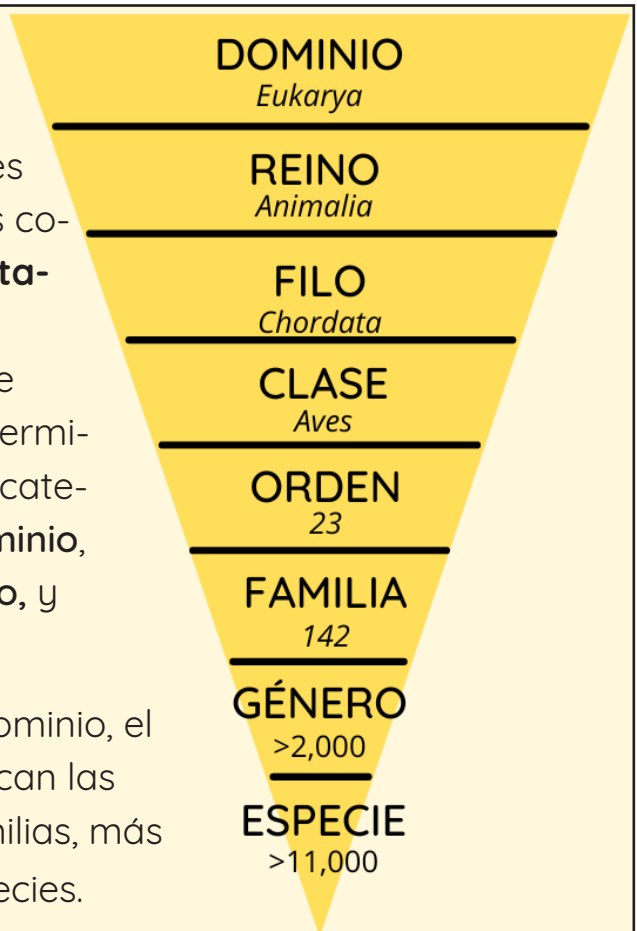 DOMINIO
Eukarya
REINO
Animalia
FILO
Chordata
CLASE
Aves
ORDEN
23
FAMILIA
142
GÉNERO
>2,000
ESPECIE
>11,000
es
s co-
ta-
e
ermi-
cate-
minio,
o, y
ominio, el
can las
milias, más
ecies.